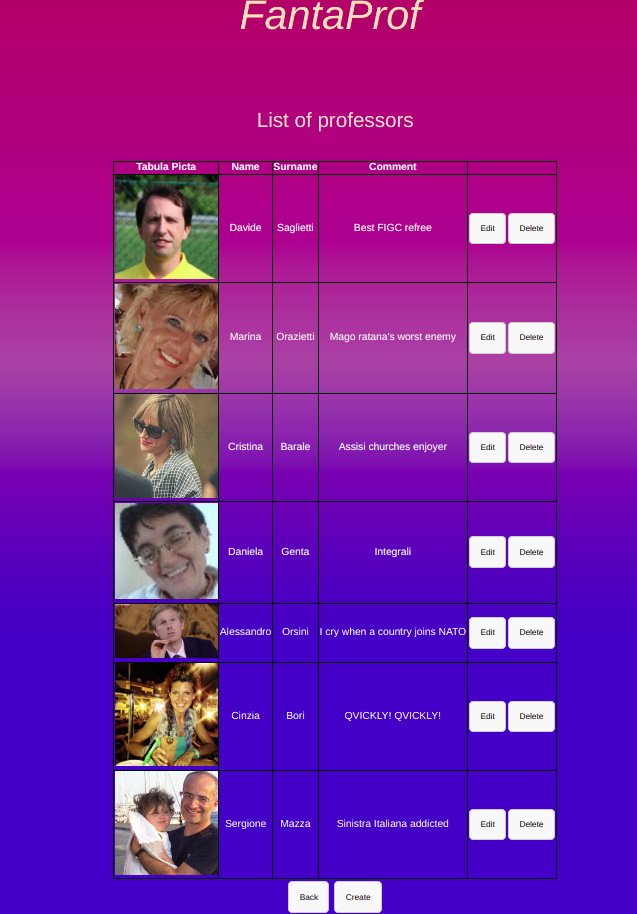 FantaProf
List of professors
Tabula Picta Name Surname Comment
Davide Saglietti Best FIGC refree Edit Delete
Marina Orazietti Mago ratana's worst enemy Edit Delete
Cristina Barale Assisi churches enjoyer Edit Delete
Daniela Genta Integrali Edit Delete
Alessandro Orsini I cry when a country joins NATO Edit Delete
Cinzia Bori QVICKLY! QVICKLY! Edit Delete
Sergione Mazza Sinistra Italiana addicted Edit Delete
Back Create